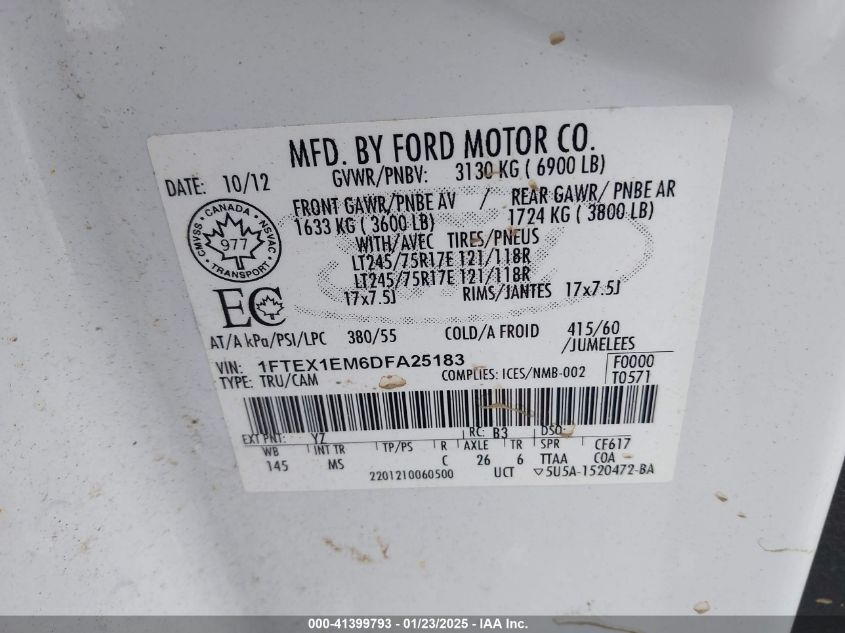 MFD. BY FORD MOTOR CO.
DATE: 10/12 GVWR/PNBV: 3130 KG ( 6900 LB)
FRONT GAWR/PNBE AV / REAR GAWR/ PNBE AR
1633 KG ( 3600 LB) 1724 KG ( 3800 LB)
WITH/AVEC TIRES/PNEUS
LT245/75R17E 121/118R
LT245/75R17E 121/118R
17x7.5J RIMS/JANTES 17x7.5J
CMVSS • CANADA • NSVAC
977
• TRANSPORT •
EC
AT/A kPa/PSI/LPC 380/55 COLD/A FROID 415/60
/JUMELEES
VIN: 1FTEX1EM6DFA25183
TYPE: TRU/CAM COMPLIES: ICES/NMB-002
F0000
T0571
EXT PNT: YZ RC: B3 DSO:
WB INT TR TP/PS R AXLE TR SPR CF617
145 MS C 26 6 TTAA COA
2201210060500 UCT ▽5U5A-1520472-BA
000-41399793 - 01/23/2025 - IAA Inc.